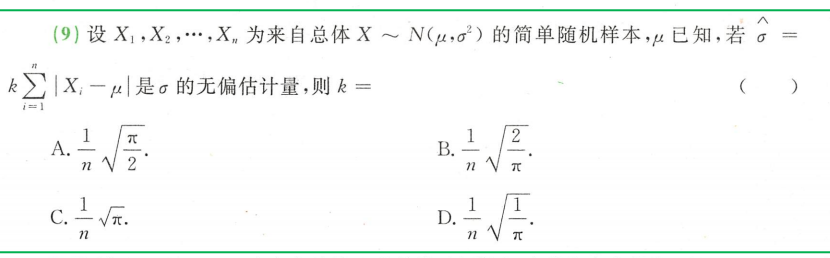 (9) 设 X₁,X₂,⋯,Xₙ 为来自总体 X ~ N(μ,σ²) 的简单随机样本,μ 已知,若 σ̂ =
k∑ᵢ₌₁ⁿ |Xᵢ − μ| 是 σ 的无偏估计量,则 k = ( )
A. 1/n √(π/2). B. 1/n √(2/π).
C. 1/n √π. D. 1/n √(1/π).